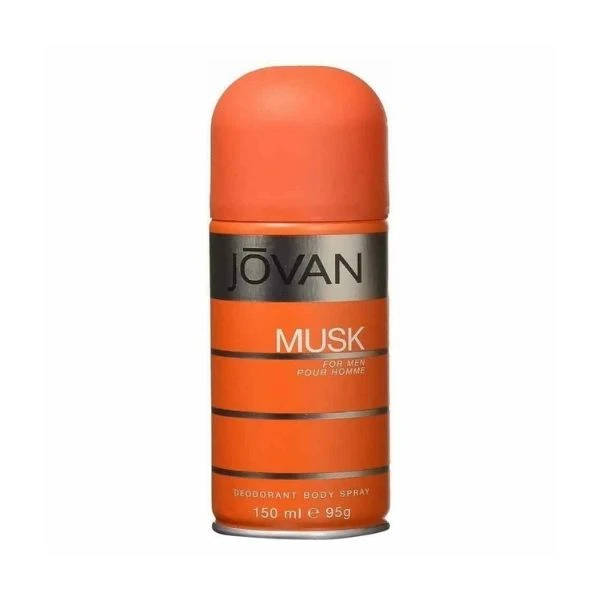 JŌVAN
MUSK
FOR MEN
POUR HOMME
DEODORANT BODY SPRAY
150 ml ℮ 95g